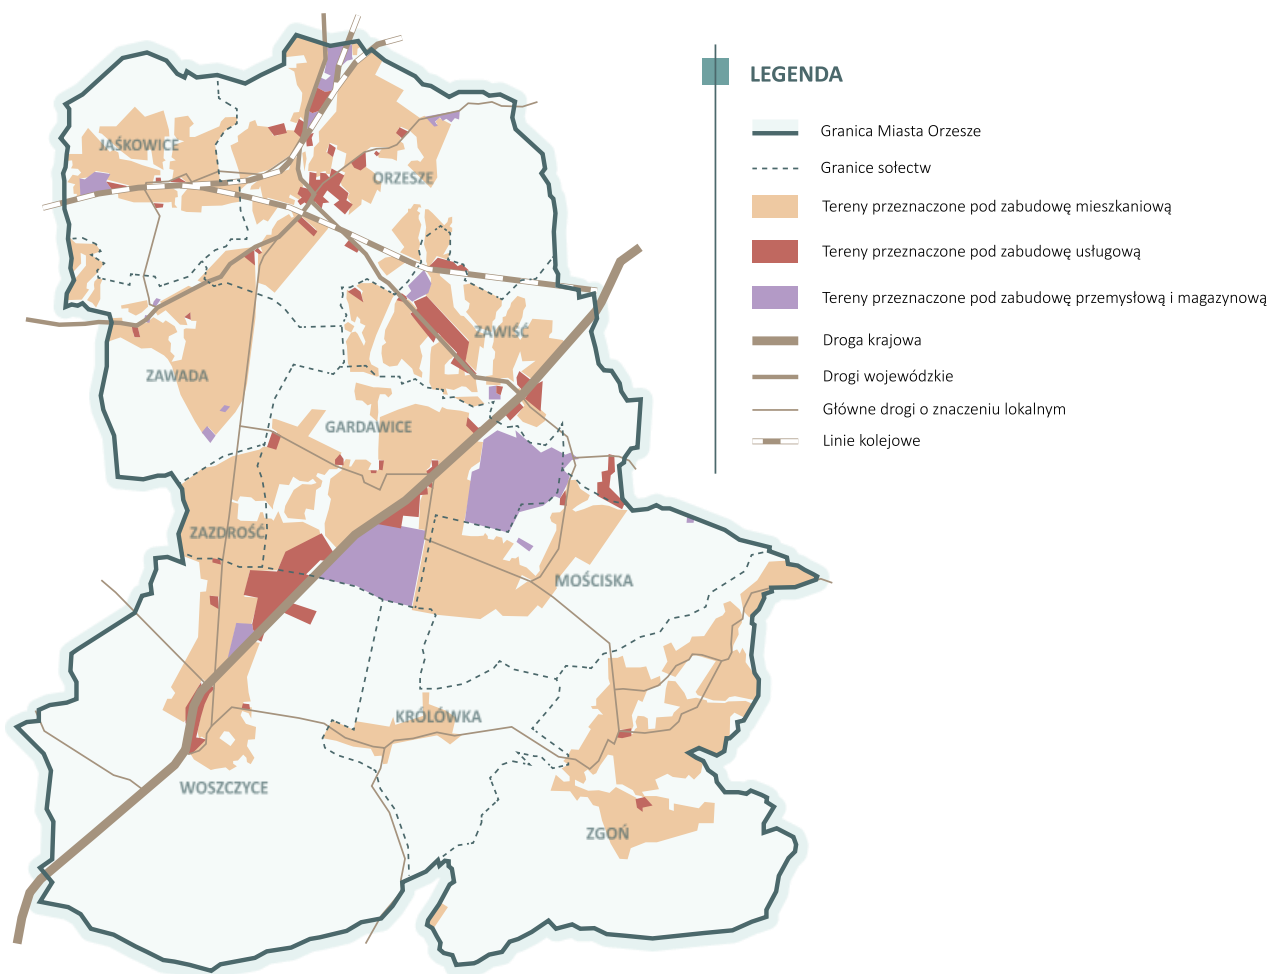 LEGENDA
Granica Miasta Orzesze
Granice sołectw
Tereny przeznaczone pod zabudowę mieszkaniową
Tereny przeznaczone pod zabudowę usługową
Tereny przeznaczone pod zabudowę przemysłową i magazynową
Droga krajowa
Drogi wojewódzkie
Główne drogi o znaczeniu lokalnym
Linie kolejowe
JAŚKOWICE
ORZESZE
ZAWIŚĆ
ZAWADA
GARDAWICE
ZAZDROŚĆ
MOŚCISKA
KRÓLÓWKA
WOSZCZYCE
ZGOŃ